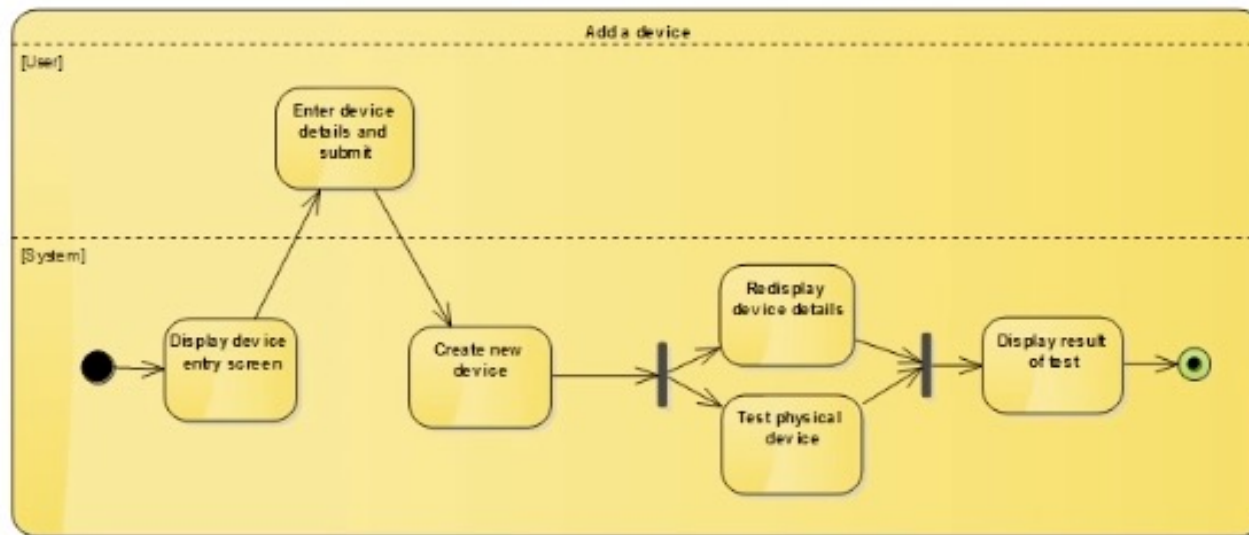 Add a device
[User]
Enter device
details and
submit
[System]
Display device
entry screen
Create new
device
Redisplay
device details
Test physical
device
Display result
of test